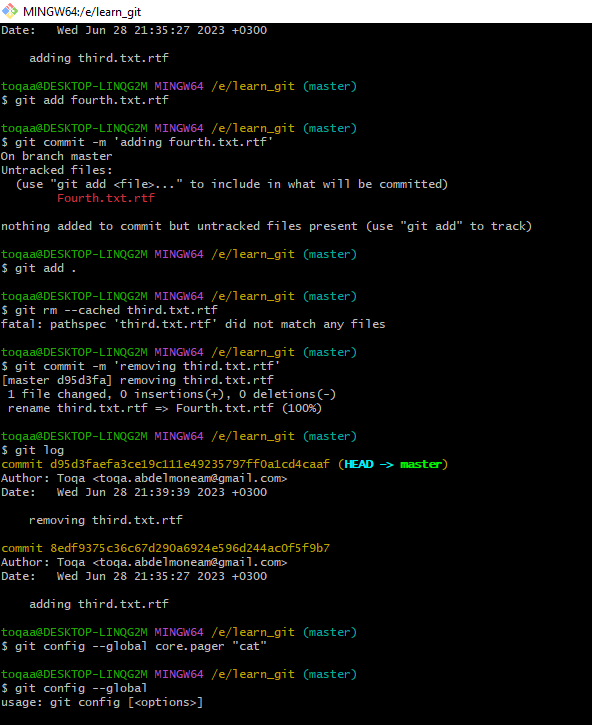 MINGW64:/e/learn_git
Date:   Wed Jun 28 21:35:27 2023 +0300
    adding third.txt.rtf
toqaa@DESKTOP-LINQG2M MINGW64 /e/learn_git (master)
$ git add fourth.txt.rtf
toqaa@DESKTOP-LINQG2M MINGW64 /e/learn_git (master)
$ git commit -m 'adding fourth.txt.rtf'
On branch master
Untracked files:
  (use "git add <file>..." to include in what will be committed)
        Fourth.txt.rtf
nothing added to commit but untracked files present (use "git add" to track)
toqaa@DESKTOP-LINQG2M MINGW64 /e/learn_git (master)
$ git add .
toqaa@DESKTOP-LINQG2M MINGW64 /e/learn_git (master)
$ git rm --cached third.txt.rtf
fatal: pathspec 'third.txt.rtf' did not match any files
toqaa@DESKTOP-LINQG2M MINGW64 /e/learn_git (master)
$ git commit -m 'removing third.txt.rtf'
[master d95d3fa] removing third.txt.rtf
 1 file changed, 0 insertions(+), 0 deletions(-)
 rename third.txt.rtf => Fourth.txt.rtf (100%)
toqaa@DESKTOP-LINQG2M MINGW64 /e/learn_git (master)
$ git log
commit d95d3faefa3ce19c111e49235797ff0a1cd4caaf (HEAD -> master)
Author: Toqa <toqa.abdelmoneam@gmail.com>
Date:   Wed Jun 28 21:39:39 2023 +0300
    removing third.txt.rtf
commit 8edf9375c36c67d290a6924e596d244ac0f5f9b7
Author: Toqa <toqa.abdelmoneam@gmail.com>
Date:   Wed Jun 28 21:35:27 2023 +0300
    adding third.txt.rtf
toqaa@DESKTOP-LINQG2M MINGW64 /e/learn_git (master)
$ git config --global core.pager "cat"
toqaa@DESKTOP-LINQG2M MINGW64 /e/learn_git (master)
$ git config --global
usage: git config [<options>]